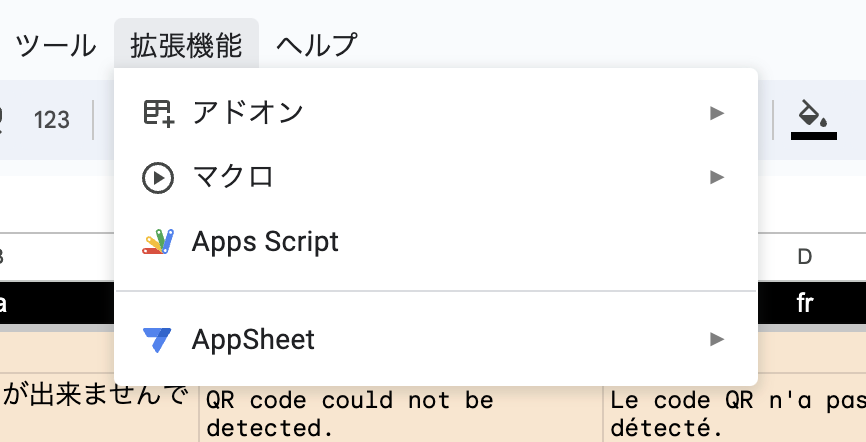 ツール 拡張機能 ヘルプ
123
アドオン
マクロ
Apps Script
AppSheet
D
fr
が出来ませんで
QR code could not be
detected.
Le code QR n'a pas
détecté.